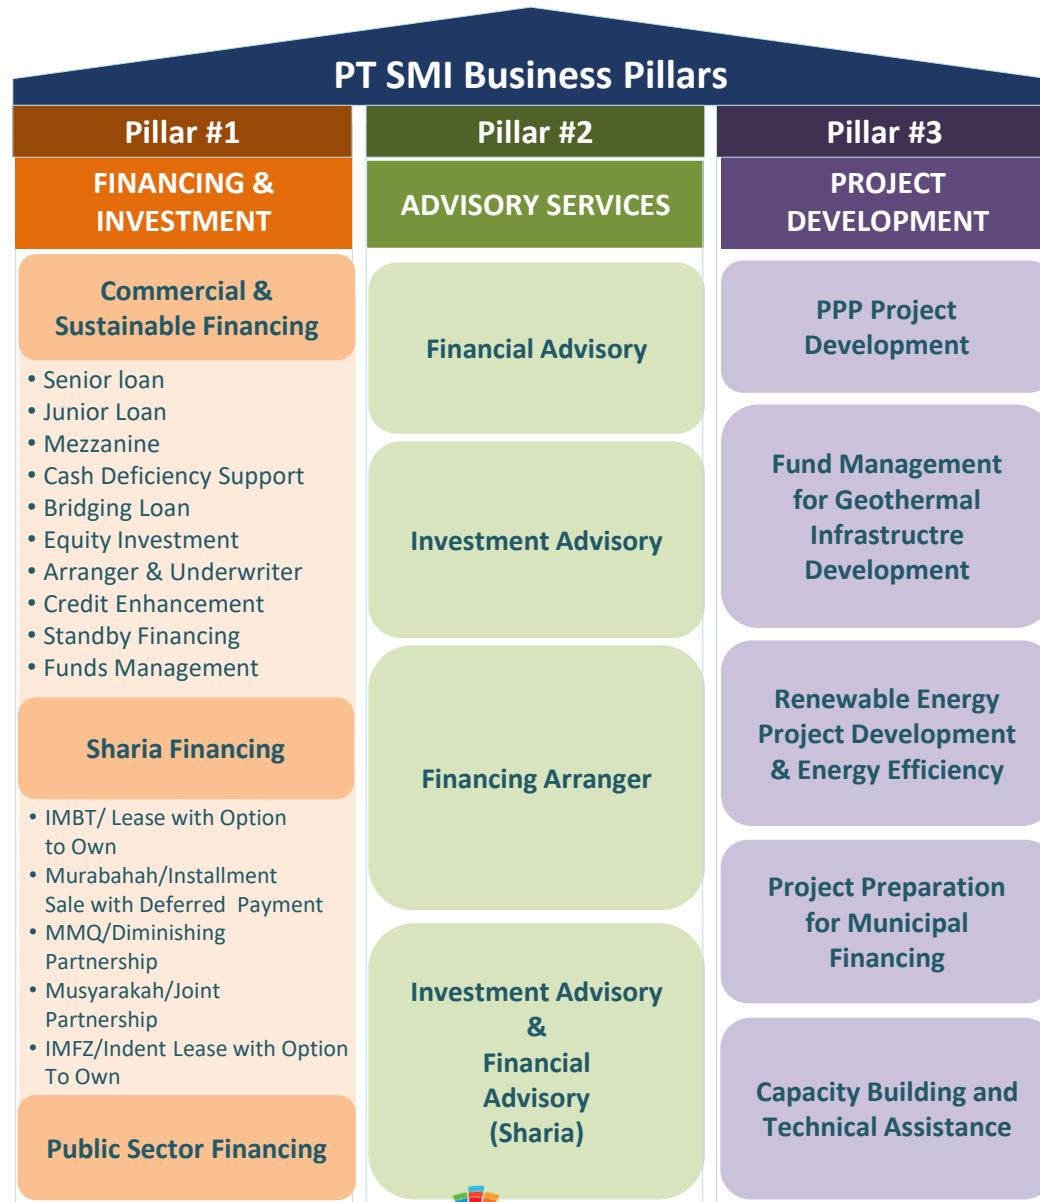 PT SMI Business Pillars
Pillar #1
FINANCING &
INVESTMENT
Commercial &
Sustainable Financing
• Senior loan
• Junior Loan
• Mezzanine
• Cash Deficiency Support
• Bridging Loan
• Equity Investment
• Arranger & Underwriter
• Credit Enhancement
• Standby Financing
• Funds Management
Sharia Financing
• IMBT/ Lease with Option
to Own
• Murabahah/Installment
Sale with Deferred Payment
• MMQ/Diminishing
Partnership
• Musyarakah/Joint
Partnership
• IMFZ/Indent Lease with Option
To Own
Public Sector Financing
Pillar #2
ADVISORY SERVICES
Financial Advisory
Investment Advisory
Financing Arranger
Investment Advisory
&
Financial
Advisory
(Sharia)
Pillar #3
PROJECT
DEVELOPMENT
PPP Project
Development
Fund Management
for Geothermal
Infrastructre
Development
Renewable Energy
Project Development
& Energy Efficiency
Project Preparation
for Municipal
Financing
Capacity Building and
Technical Assistance